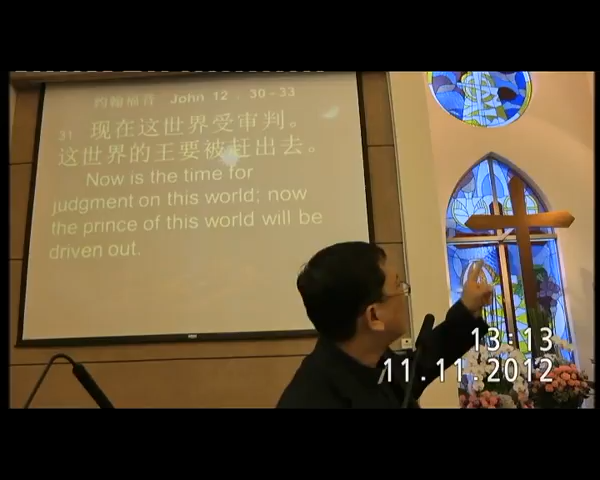 约翰福音 John 12 : 30-33
31 现在这世界受审判。
这世界的王要被赶出去。
Now is the time for
judgment on this world; now
the prince of this world will be
driven out.
13:13
11.11.2012